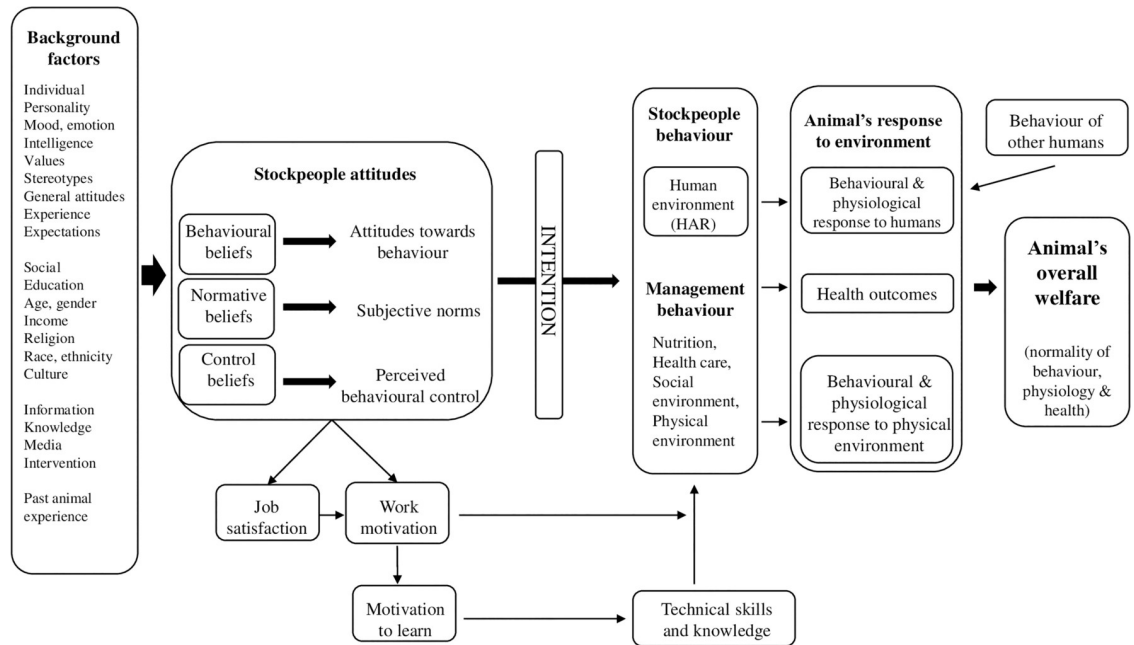 Background
factors
Individual
Personality
Mood, emotion
Intelligence
Values
Stereotypes
General attitudes
Experience
Expectations
Social
Education
Age, gender
Income
Religion
Race, ethnicity
Culture
Information
Knowledge
Media
Intervention
Past animal
experience
Stockpeople attitudes
Behavioural
beliefs
Attitudes towards
behaviour
Normative
beliefs
Subjective norms
Control
beliefs
Perceived
behavioural control
Job
satisfaction
Work
motivation
Motivation
to learn
Technical skills
and knowledge
INTENTION
Stockpeople
behaviour
Human
environment
(HAR)
Management
behaviour
Nutrition,
Health care,
Social
environment,
Physical
environment
Animal's response
to environment
Behavioural &
physiological
response to humans
Health outcomes
Behavioural &
physiological
response to physical
environment
Behaviour of
other humans
Animal's
overall
welfare
(normality of
behaviour,
physiology &
health)